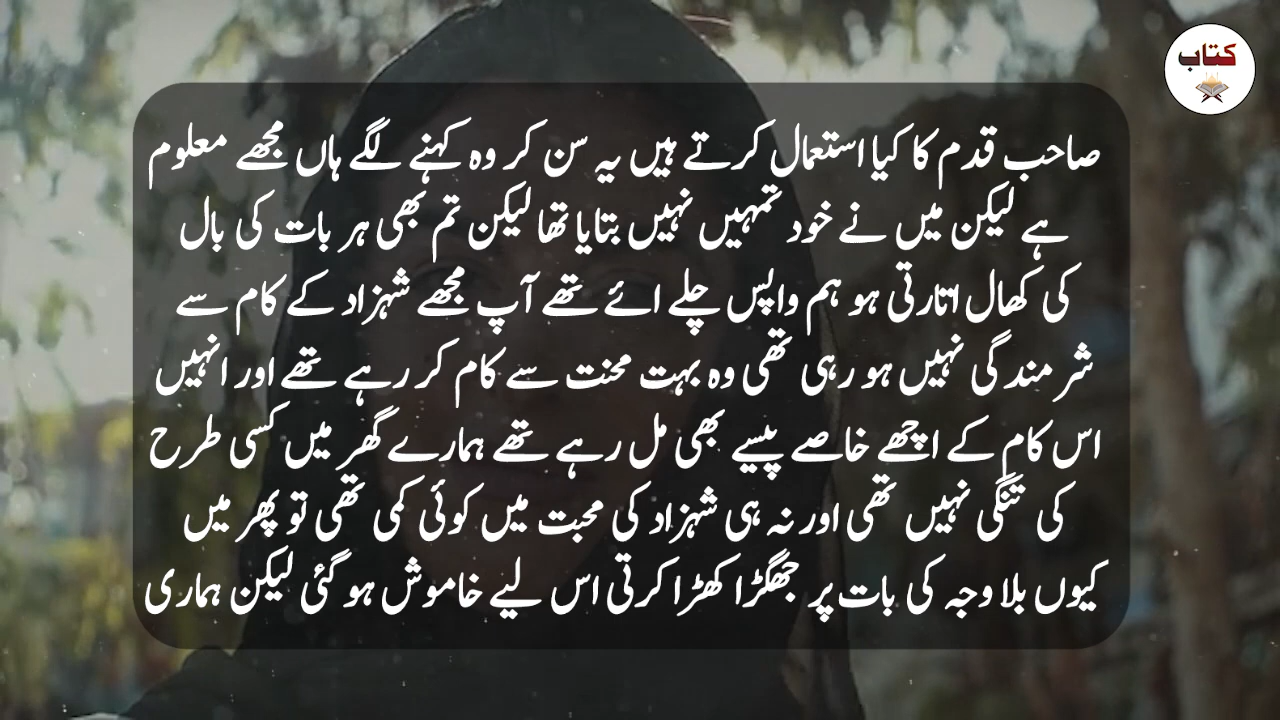 کتاب
صاحب قدم کا کیا استعمال کرتے ہیں یہ سن کر وہ کہنے لگے ہاں مجھے معلوم
ہے لیکن میں نے خود تمہیں نہیں بتایا تھا لیکن تم بھی ہر بات کی بال
کی کھال اتارتی ہو ہم واپس چلے ائے تھے آپ مجھے شہزاد کے کام سے
شرمندگی نہیں ہو رہی تھی وہ بہت محنت سے کام کر رہے تھے اور انہیں
اس کام کے اچھے خاصے پیسے بھی مل رہے تھے ہمارے گھر میں کسی طرح
کی تنگی نہیں تھی اور نہ ہی شہزاد کی محبت میں کوئی کمی تھی تو پھر میں
کیوں بلا وجہ کی بات پر جھگڑا کھڑا کرتی اس لیے خاموش ہو گئی لیکن ہماری